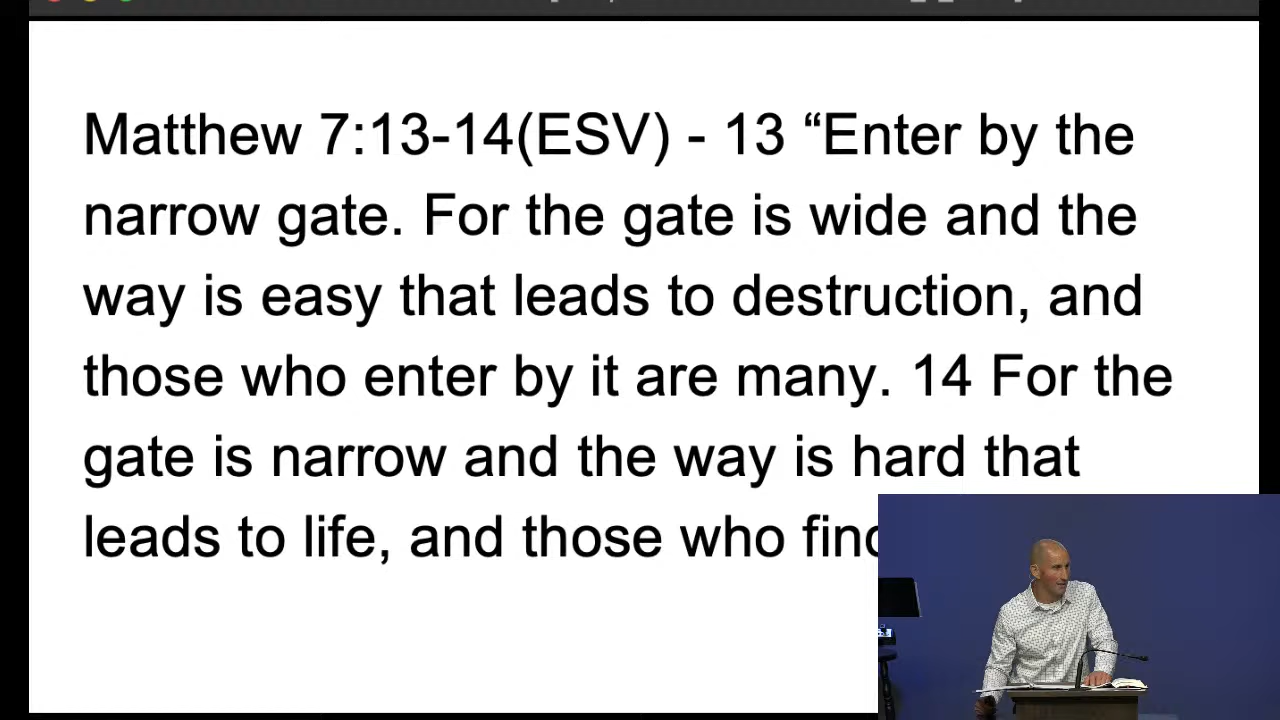 Matthew 7:13-14(ESV) - 13 “Enter by the
narrow gate. For the gate is wide and the
way is easy that leads to destruction, and
those who enter by it are many. 14 For the
gate is narrow and the way is hard that
leads to life, and those who